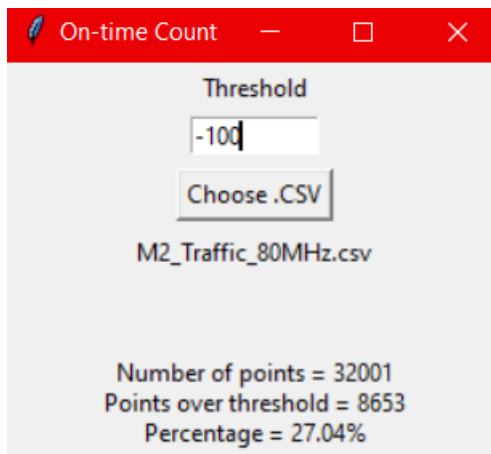 On-time Count
Threshold
-100
Choose .CSV
M2_Traffic_80MHz.csv
Number of points = 32001
Points over threshold = 8653
Percentage = 27.04%